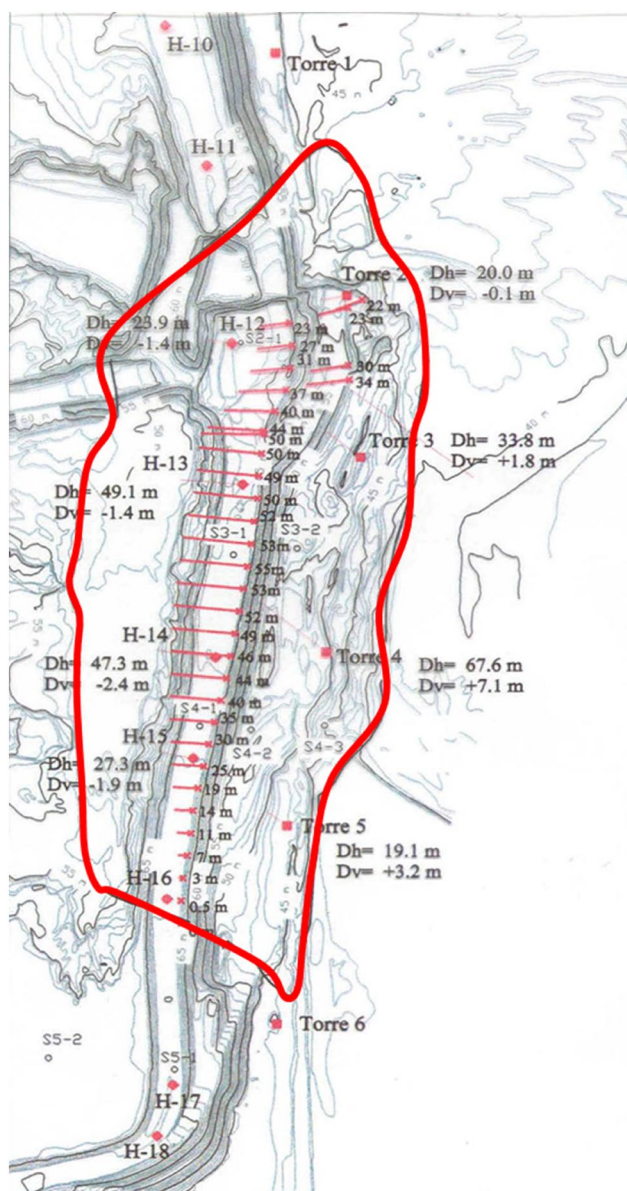 H-10
Torre 1
45 n
H-11
Torre 2
Dh= 20.0 m
Dv= -0.1 m
22 m
23 m
Dh= 23.9 m
-1.4 m
H-12
S2-1
23 m
27 m
31 m
30 m
34 m
37 m
40 m
44 m
50 m
50 m
Torre 3
Dh= 33.8 m
Dv= +1.8 m
H-13
49 m
Dh= 49.1 m
Dv= -1.4 m
50 m
52 m
S3-1
S3-2
53m
55m
53m
52 m
H-14
49 m
46 m
Torre 4
Dh= 47.3 m
Dv= -2.4 m
Dh= 67.6 m
Dv= +7.1 m
44 m
40 m
S4-1
35 m
H-15
30 m
S4-2
S4-3
Dh= 27.3 m
Dv= -1.9 m
25 m
19 m
14 m
Torre 5
11 m
Dh= 19.1 m
Dv= +3.2 m
7 m
H-16
3 m
0.5 m
Torre 6
S5-2
S5-1
H-17
H-18